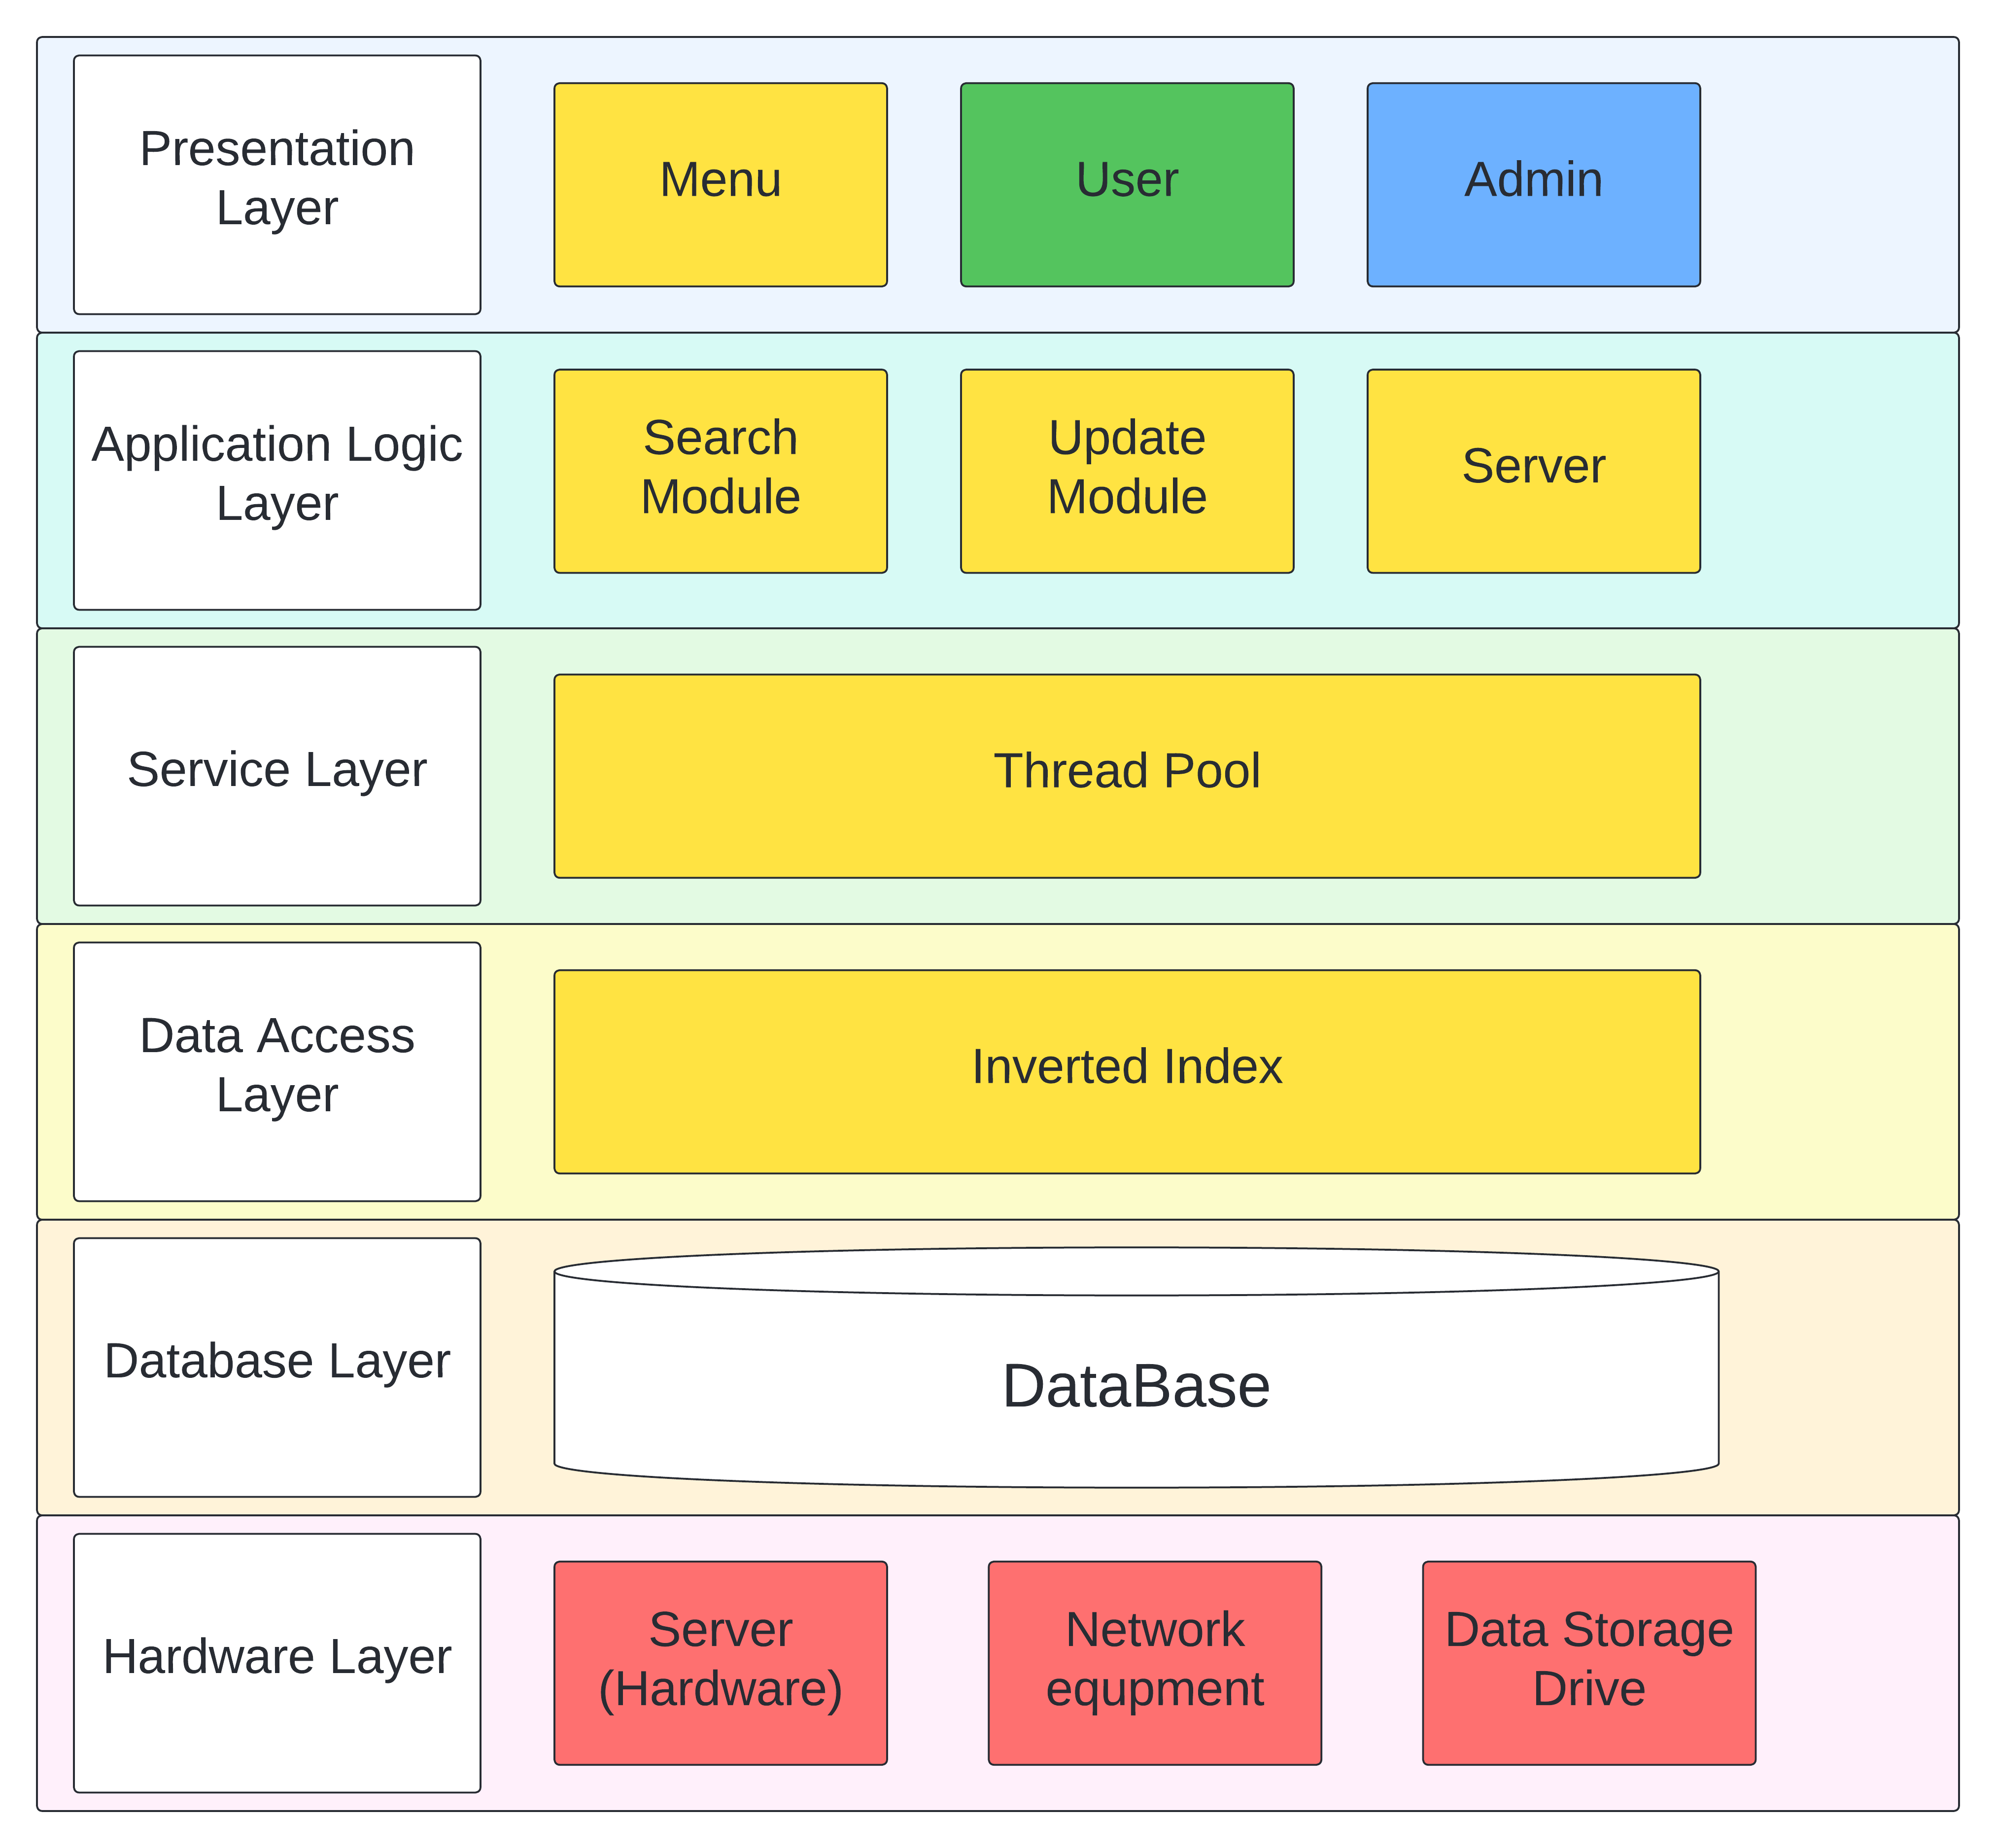 Presentation
Layer
Menu
User
Admin
Application Logic
Layer
Search
Module
Update
Module
Server
Service Layer
Thread Pool
Data Access
Layer
Inverted Index
Database Layer
DataBase
Hardware Layer
Server
(Hardware)
Network
equpment
Data Storage
Drive